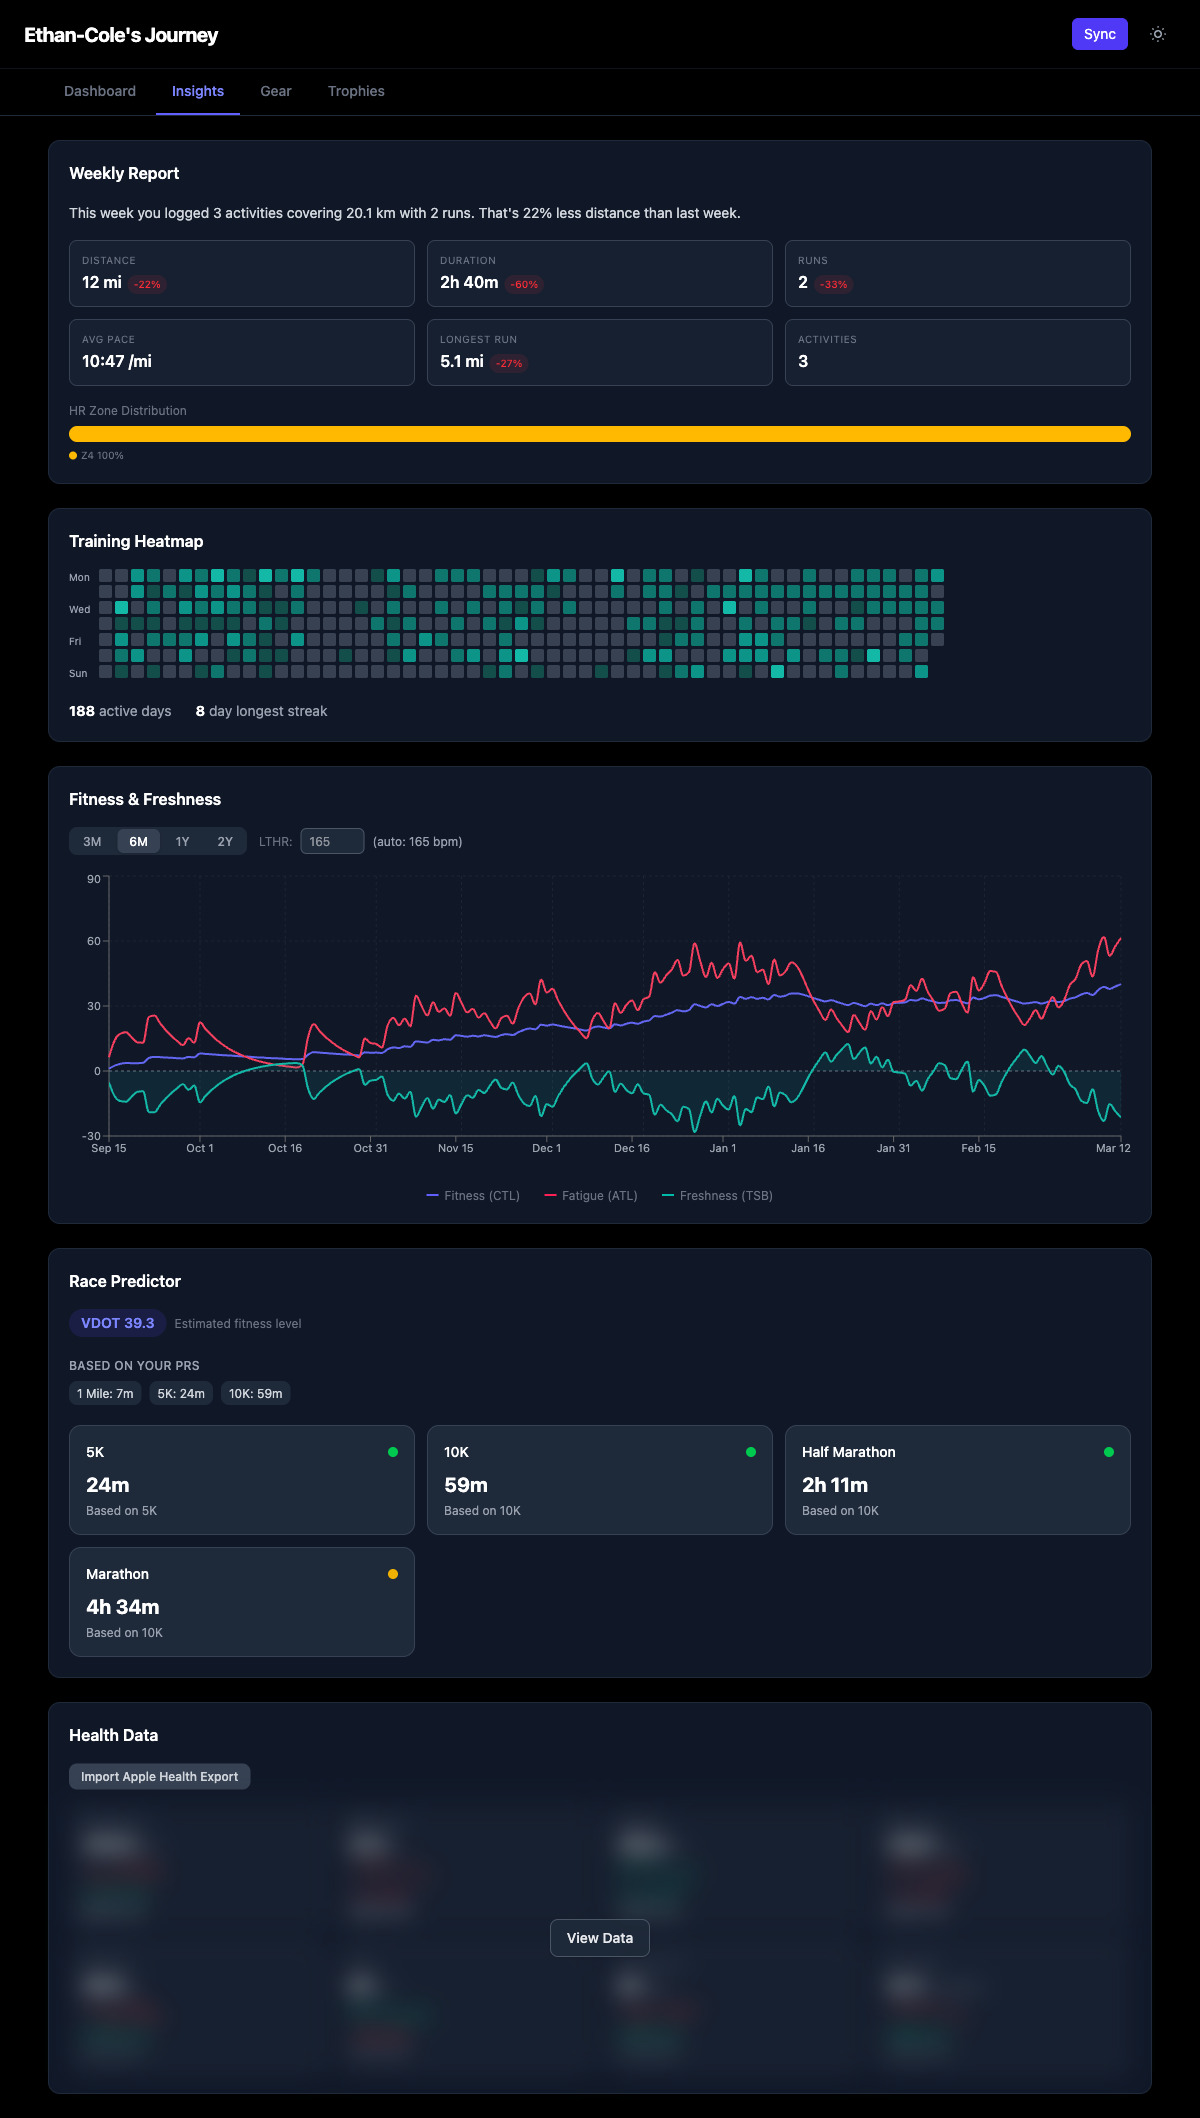 Ethan-Cole's Journey
Sync
Dashboard Insights Gear Trophies
Weekly Report
This week you logged 3 activities covering 20.1 km with 2 runs. That's 22% less distance than last week.
DISTANCE
12 mi -22%
DURATION
2h 40m -60%
RUNS
2 -33%
AVG PACE
10:47 /mi
LONGEST RUN
5.1 mi -27%
ACTIVITIES
3
HR Zone Distribution
Z4 100%
Training Heatmap
Mon
Wed
Fri
Sun
188 active days 8 day longest streak
Fitness & Freshness
3M 6M 1Y 2Y LTHR: 165 (auto: 165 bpm)
90
60
30
0
-30
Sep 15 Oct 1 Oct 16 Oct 31 Nov 15 Dec 1 Dec 16 Jan 1 Jan 16 Jan 31 Feb 15 Mar 12
Fitness (CTL) Fatigue (ATL) Freshness (TSB)
Race Predictor
VDOT 39.3 Estimated fitness level
BASED ON YOUR PRS
1 Mile: 7m 5K: 24m 10K: 59m
5K
24m
Based on 5K
10K
59m
Based on 10K
Half Marathon
2h 11m
Based on 10K
Marathon
4h 34m
Based on 10K
Health Data
Import Apple Health Export
View Data